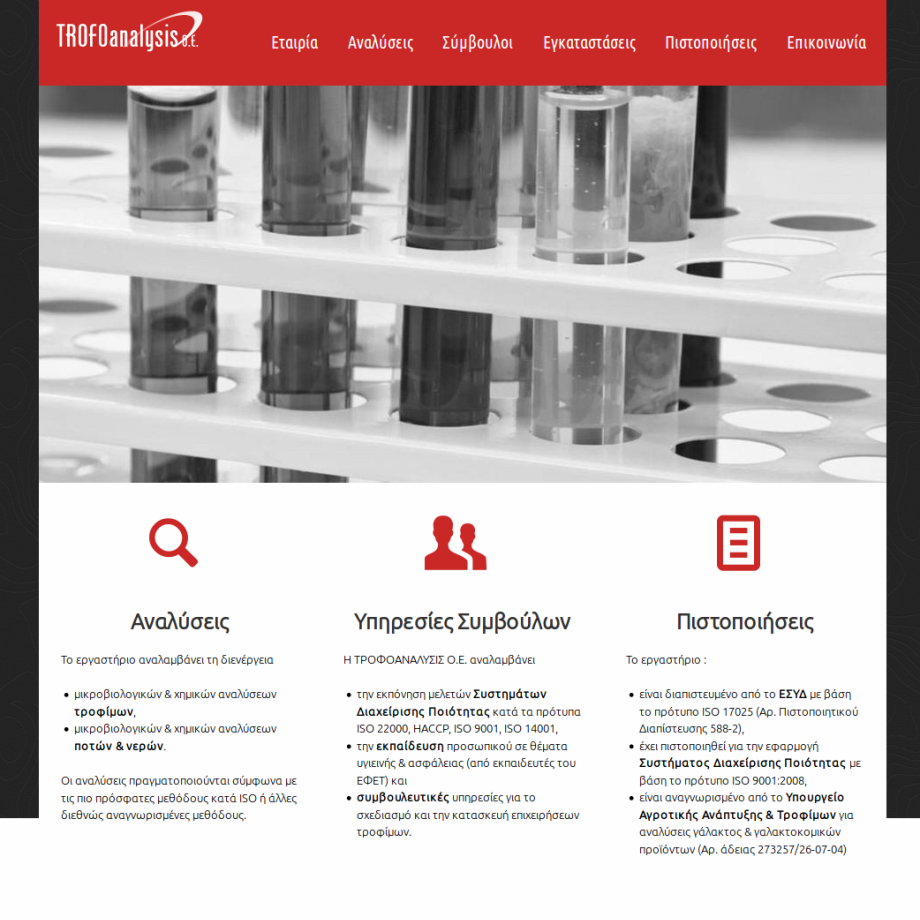 TROFOanalysis O.E.
Εταιρία Αναλύσεις Σύμβουλοι Εγκαταστάσεις Πιστοποιήσεις Επικοινωνία
Αναλύσεις
Το εργαστήριο αναλαμβάνει τη διενέργεια
• μικροβιολογικών & χημικών αναλύσεων
τροφίμων,
• μικροβιολογικών & χημικών αναλύσεων
ποτών & νερών.
Οι αναλύσεις πραγματοποιούνται σύμφωνα με
τις πιο πρόσφατες μεθόδους κατά ISO ή άλλες
διεθνώς αναγνωρισμένες μεθόδους.
Υπηρεσίες Συμβούλων
Η ΤΡΟΦΟΑΝΑΛΥΣΙΣ Ο.Ε. αναλαμβάνει
• την εκπόνηση μελετών Συστημάτων
Διαχείρισης Ποιότητας κατά τα πρότυπα
ISO 22000, HACCP, ISO 9001, ISO 14001,
• την εκπαίδευση προσωπικού σε θέματα
υγιεινής & ασφάλειας (από εκπαιδευτές του
ΕΦΕΤ) και
• συμβουλευτικές υπηρεσίες για το
σχεδιασμό και την κατασκευή επιχειρήσεων
τροφίμων.
Πιστοποιήσεις
Το εργαστήριο :
• είναι διαπιστευμένο από το ΕΣΥΔ με βάση
το πρότυπο ISO 17025 (Αρ. Πιστοποιητικού
Διαπίστευσης 588-2),
• έχει πιστοποιηθεί για την εφαρμογή
Συστήματος Διαχείρισης Ποιότητας με
βάση το πρότυπο ISO 9001:2008,
• είναι αναγνωρισμένο από το Υπουργείο
Αγροτικής Ανάπτυξης & Τροφίμων για
αναλύσεις γάλακτος & γαλακτοκομικών
προϊόντων (Αρ. άδειας 273257/26-07-04)